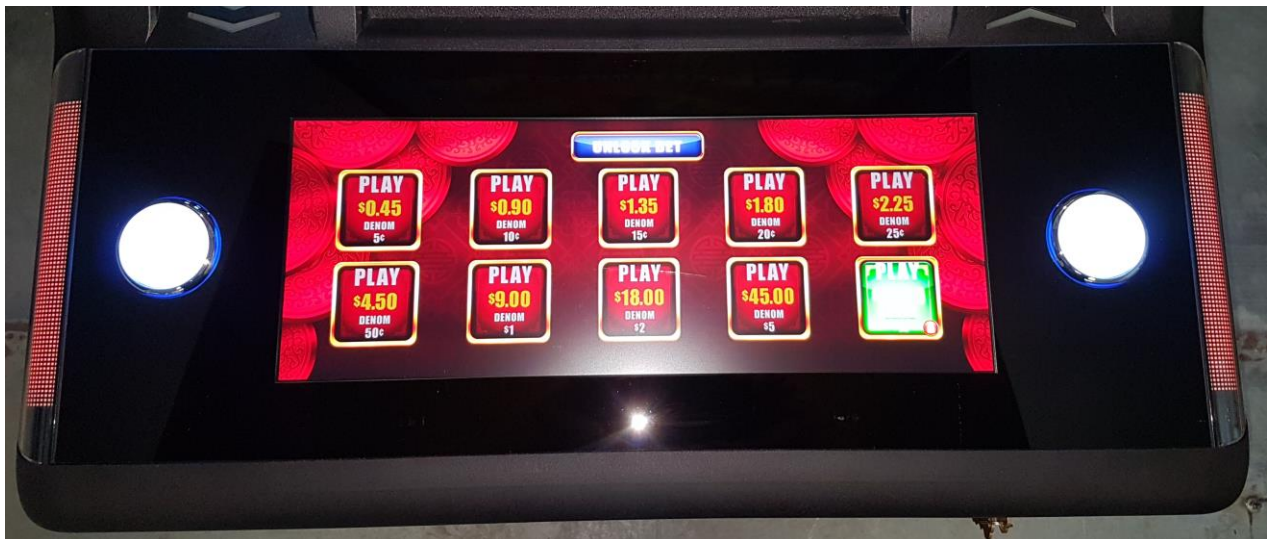 UNLOCK BET
PLAY
$0.45
DENOM
5¢
PLAY
$0.90
DENOM
10¢
PLAY
$1.35
DENOM
15¢
PLAY
$1.80
DENOM
20¢
PLAY
$2.25
DENOM
25¢
PLAY
$4.50
DENOM
50¢
PLAY
$9.00
DENOM
$1
PLAY
$18.00
DENOM
$2
PLAY
$45.00
DENOM
$5
PLAY